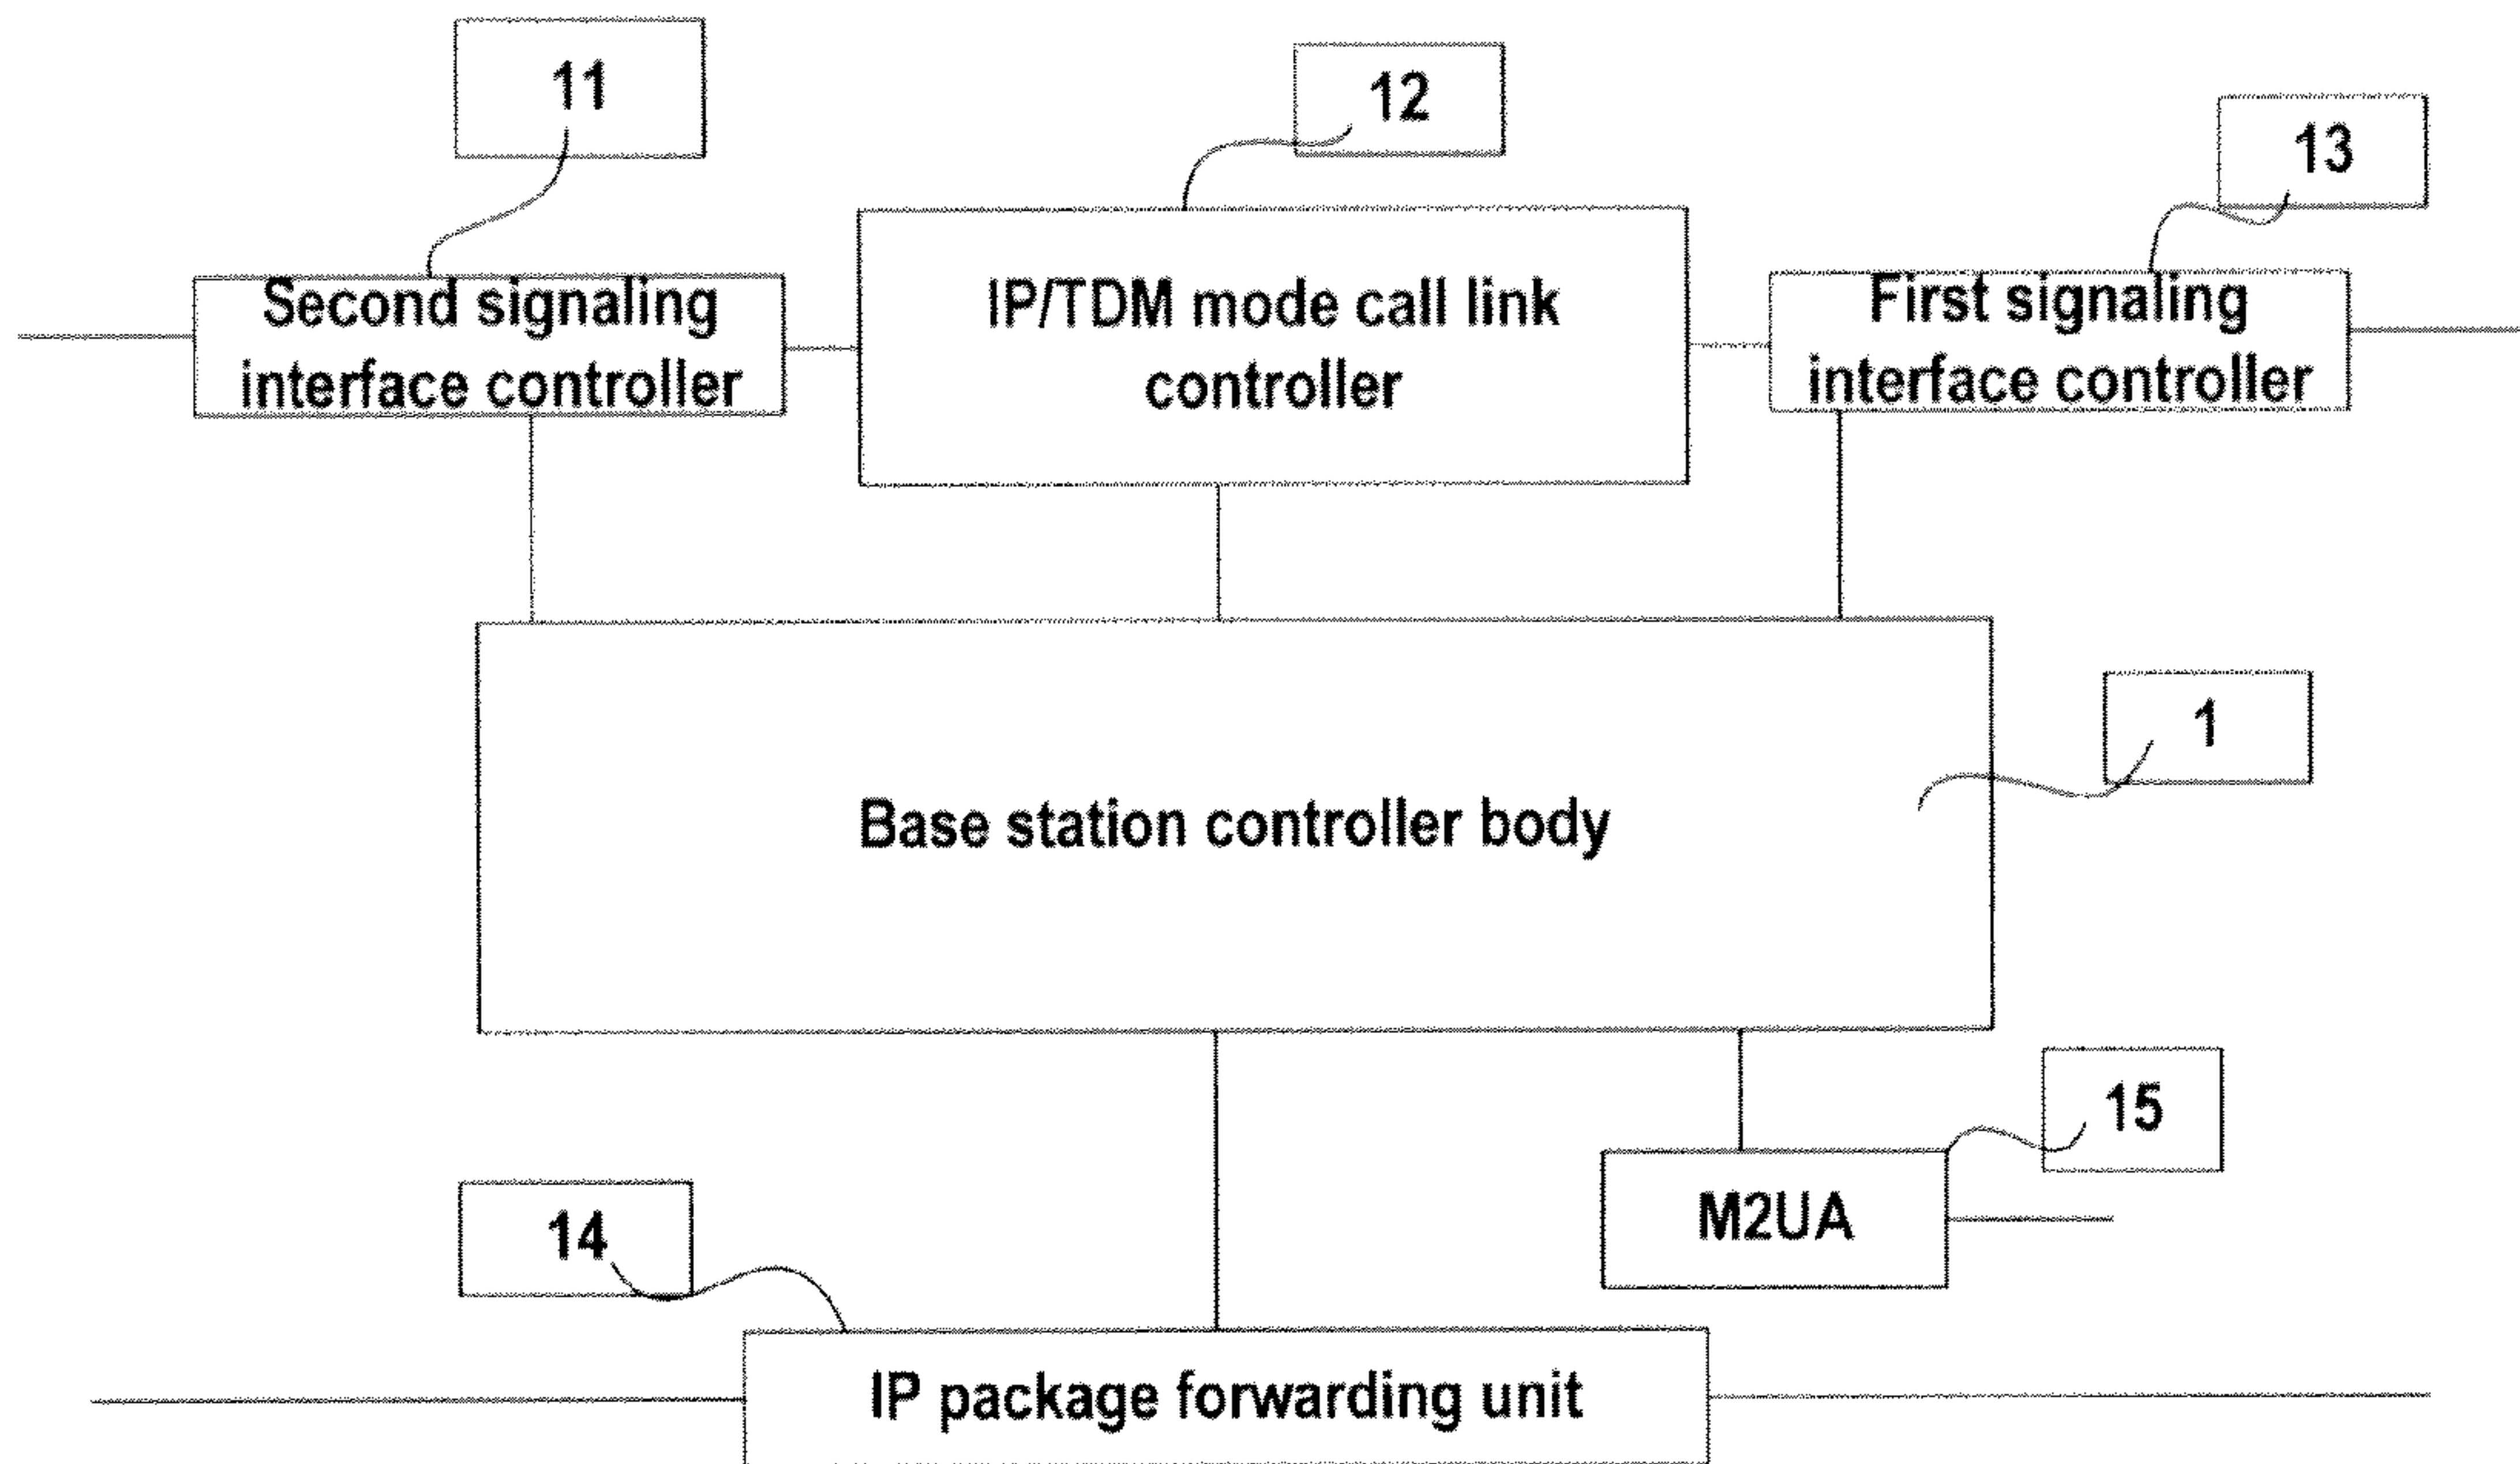 11
12
13
Second signaling
interface controller
IP/TDM mode call link
controller
First signaling
interface controller
1
Base station controller body
15
M2UA
14
IP package forwarding unit